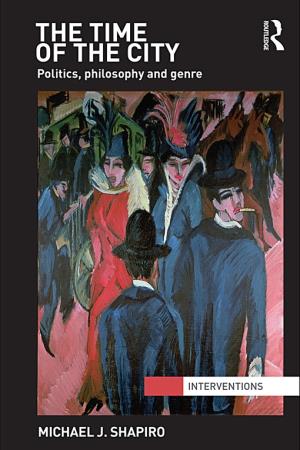 THE TIME
OF THE CITY
Politics, philosophy and genre
ROUTLEDGE
INTERVENTIONS
MICHAEL J. SHAPIRO